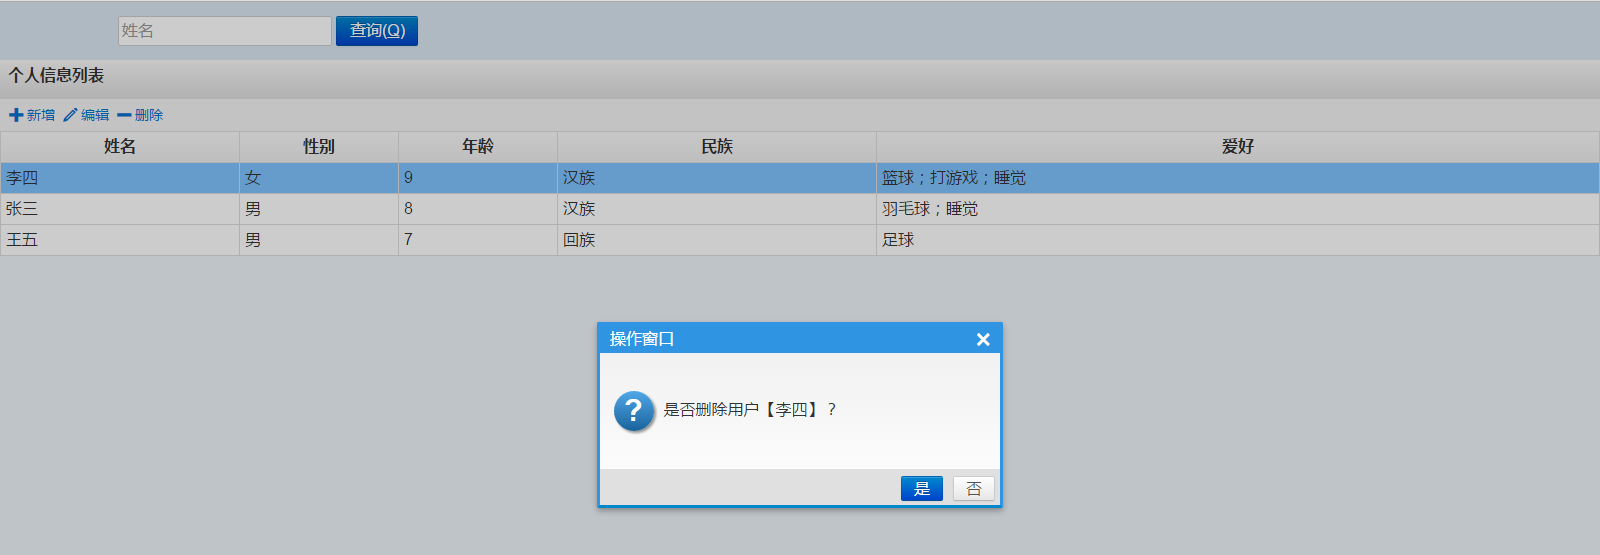 姓名 查询(Q)
个人信息列表
新增 编辑 删除
姓名 性别 年龄 民族 爱好
李四 女 9 汉族 篮球；打游戏；睡觉
张三 男 8 汉族 羽毛球；睡觉
王五 男 7 回族 足球
操作窗口
是否删除用户【李四】？
是 否